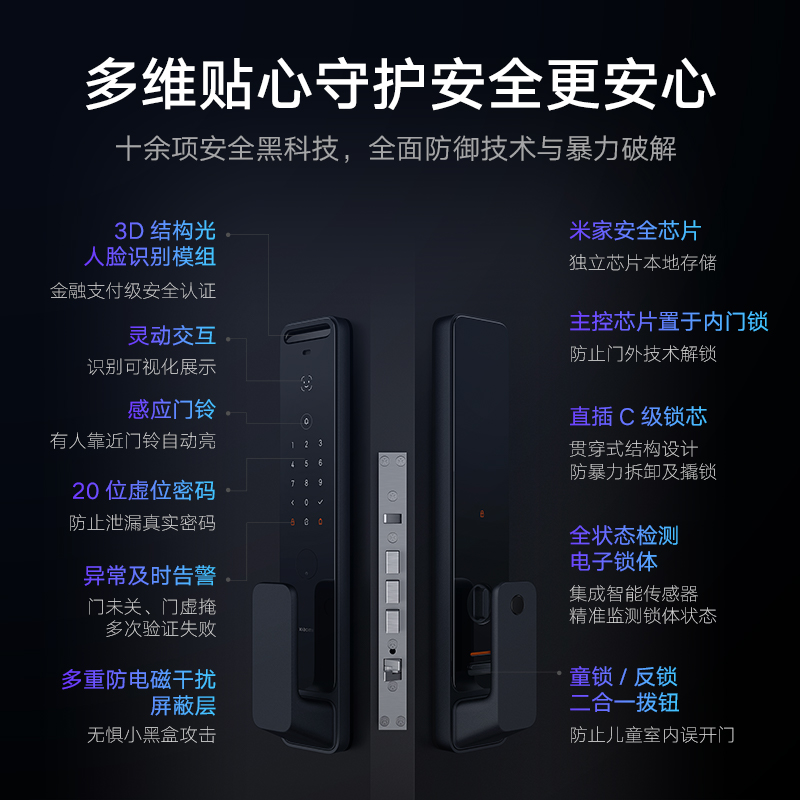 多维贴心守护安全更安心
十余项安全黑科技，全面防御技术与暴力破解
3D 结构光
人脸识别模组
金融支付级安全认证
灵动交互
识别可视化展示
感应门铃
有人靠近门铃自动亮
20 位虚位密码
防止泄漏真实密码
异常及时告警
门未关、门虚掩
多次验证失败
多重防电磁干扰
屏蔽层
无惧小黑盒攻击
1 2 3
4 5 6
7 8 9
0
米家安全芯片
独立芯片本地存储
主控芯片置于内门锁
防止门外技术解锁
直插 C 级锁芯
贯穿式结构设计
防暴力拆卸及撬锁
全状态检测
电子锁体
集成智能传感器
精准监测锁体状态
童锁 / 反锁
二合一拨钮
防止儿童室内误开门